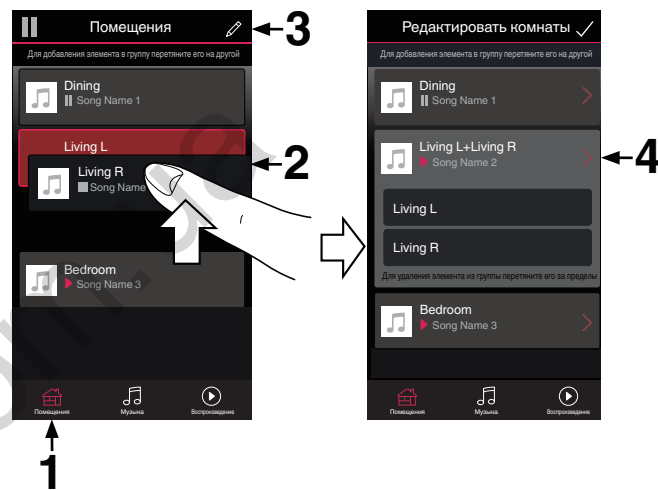 Помещения
3
Для добавления элемента в группу перетяните его на другой
Dining
Song Name 1
Living L
Living R
Song Name
2
Bedroom
Song Name 3
Помещения
Музыка
Воспроизведение
1
Редактировать комнаты
Для добавления элемента в группу перетяните его на другой
Dining
Song Name 1
Living L+Living R
Song Name 2
4
Living L
Living R
Для удаления элемента из группы перетяните его за пределы
Bedroom
Song Name 3
Помещения
Музыка
Воспроизведение
om.ua